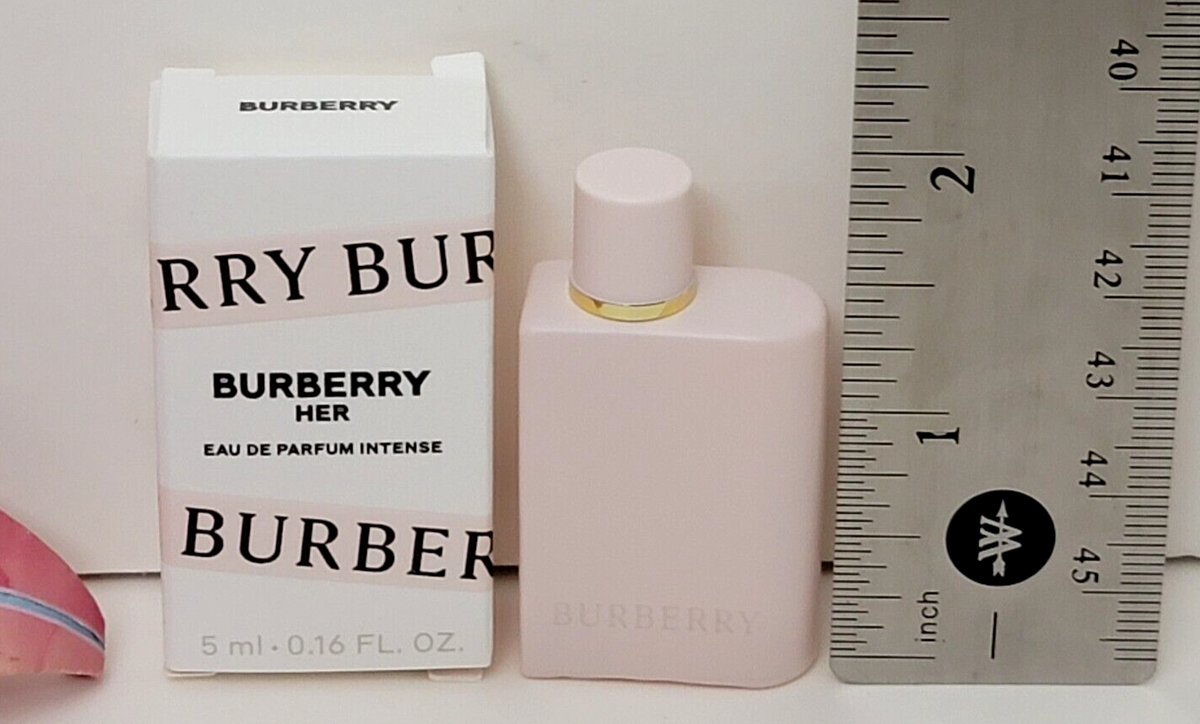 BURBERRY
RRY BUR
BURBERRY
HER
EAU DE PARFUM INTENSE
BURBER
5 ml • 0.16 FL. OZ.
BURBERRY
2
1
inch
40
41
42
43
44
45